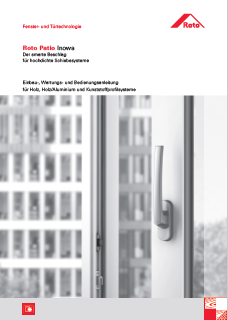 Fenster- und Türtechnologie
Roto
Roto Patio Inowa
Der smarte Beschlag
für hochdichte Schiebesysteme
Einbau-, Wartungs- und Bedienungsanleitung
für Holz, Holz/Aluminium und Kunststoffprofilsysteme